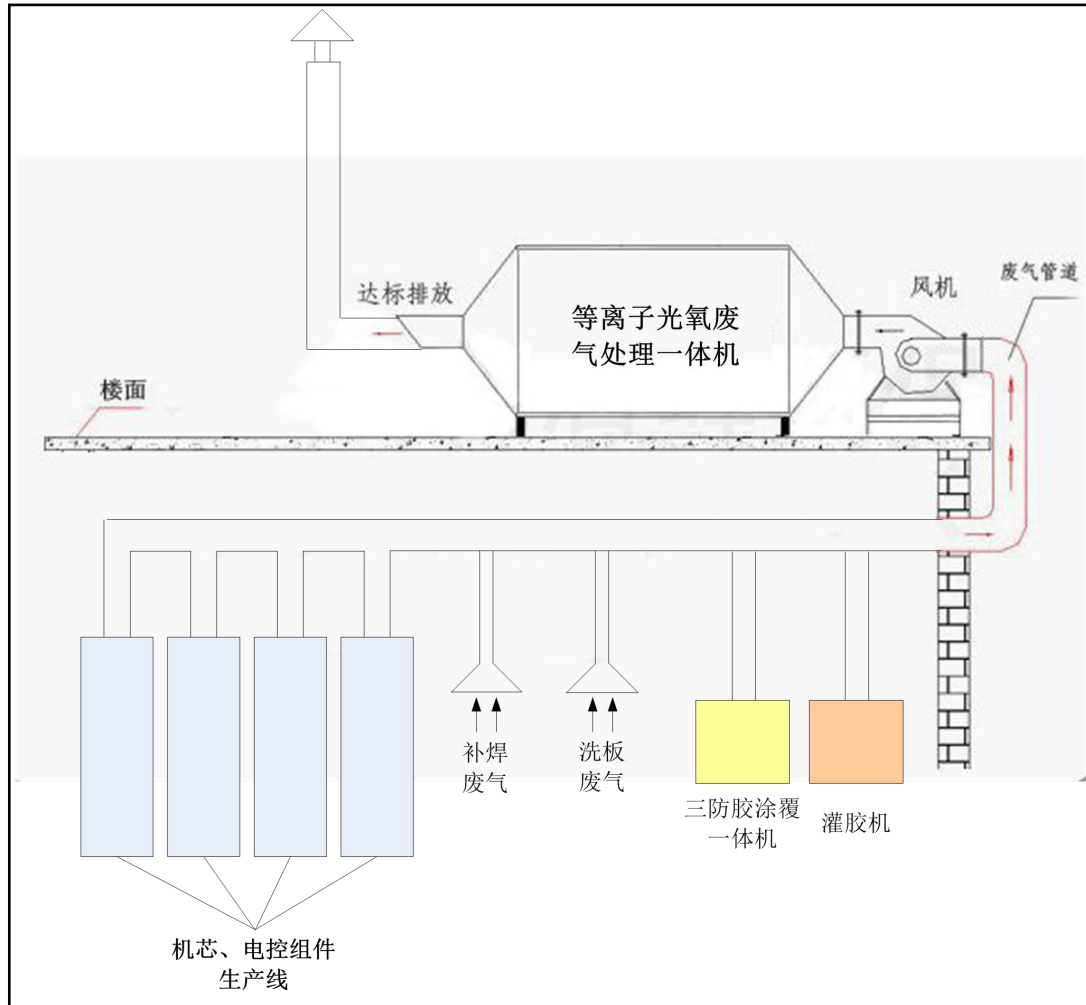 废气管道
风机
达标排放
等离子光氧废
气处理一体机
楼面
补焊
废气
洗板
废气
三防胶涂覆
一体机
灌胶机
机芯、电控组件
生产线